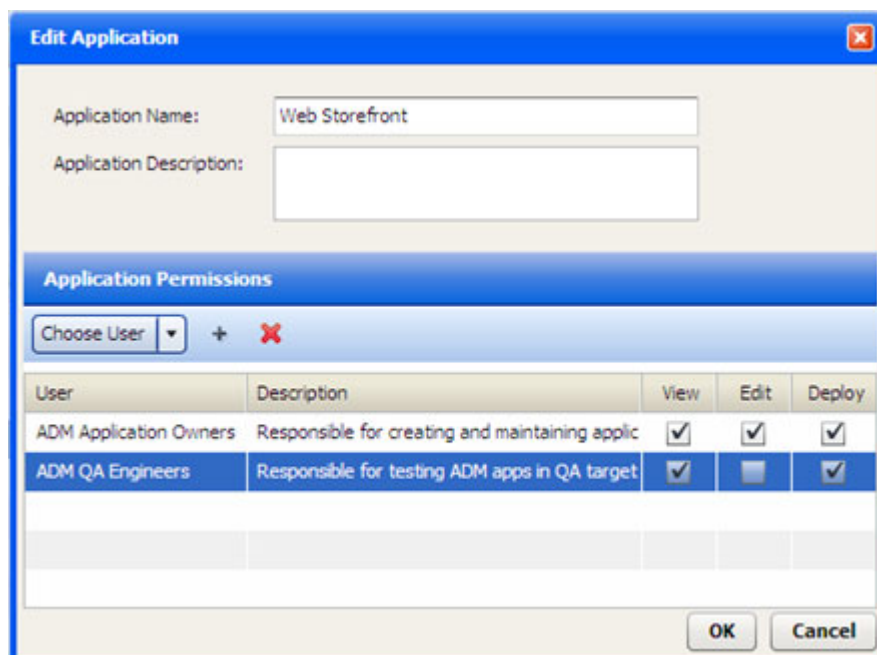 Edit Application
Application Name: Web Storefront
Application Description:
Application Permissions
Choose User
User Description View Edit Deploy
ADM Application Owners Responsible for creating and maintaining applic
ADM QA Engineers Responsible for testing ADM apps in QA target
OK Cancel